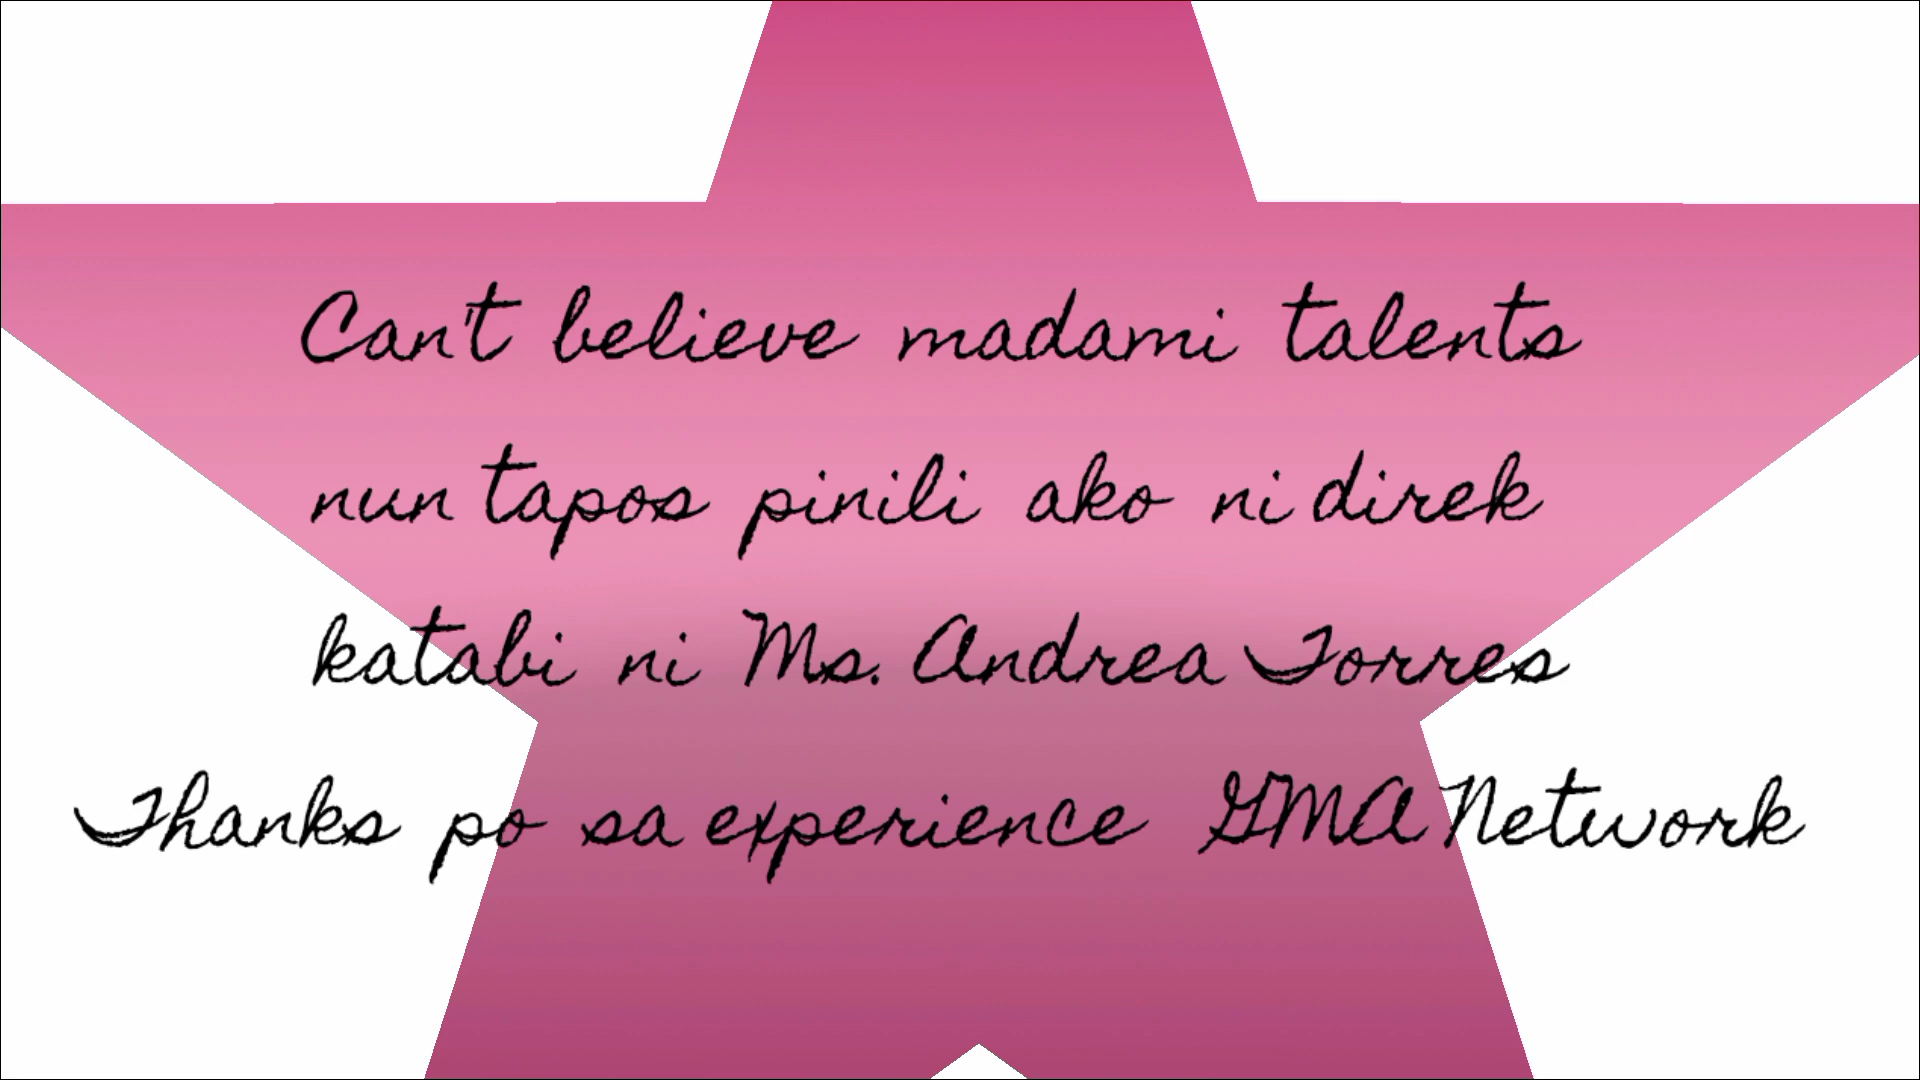 Can't believe madami talents
nun tapos pinili ako ni direk
katabi ni Ms. Andrea Torres
Thanks po sa experience GMA Network